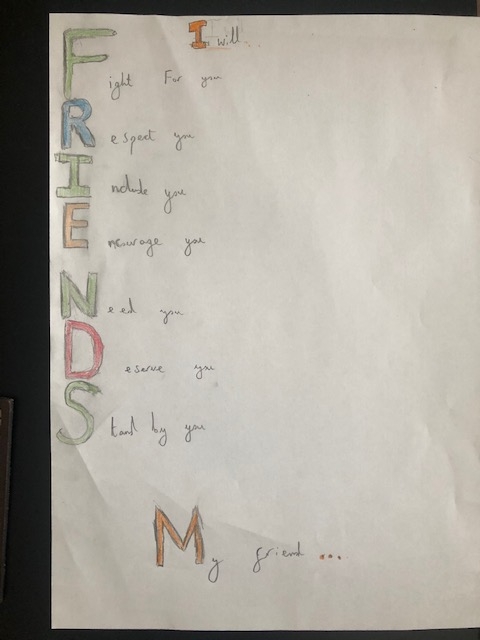 I will...
Fight For you
Respect you
Include you
Encourage you
Need you
Deserve you
Stand by you
My friend ...